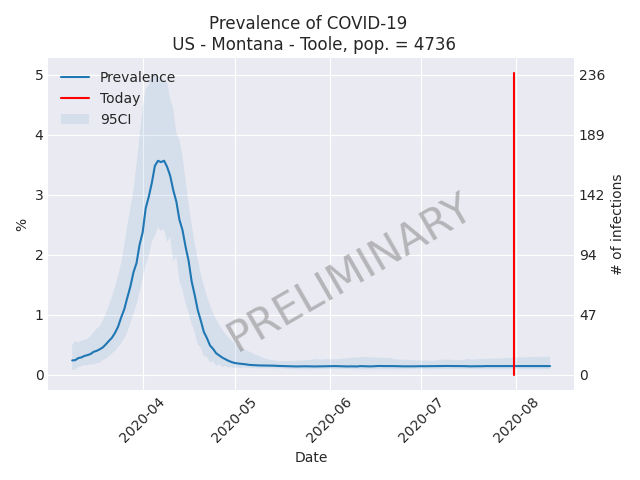 Prevalence of COVID-19
US - Montana - Toole, pop. = 4736
Prevalence
Today
95CI
5
4
3
2
1
0
%
236
189
142
94
47
0
# of infections
PRELIMINARY
2020-04
2020-05
2020-06
2020-07
2020-08
Date